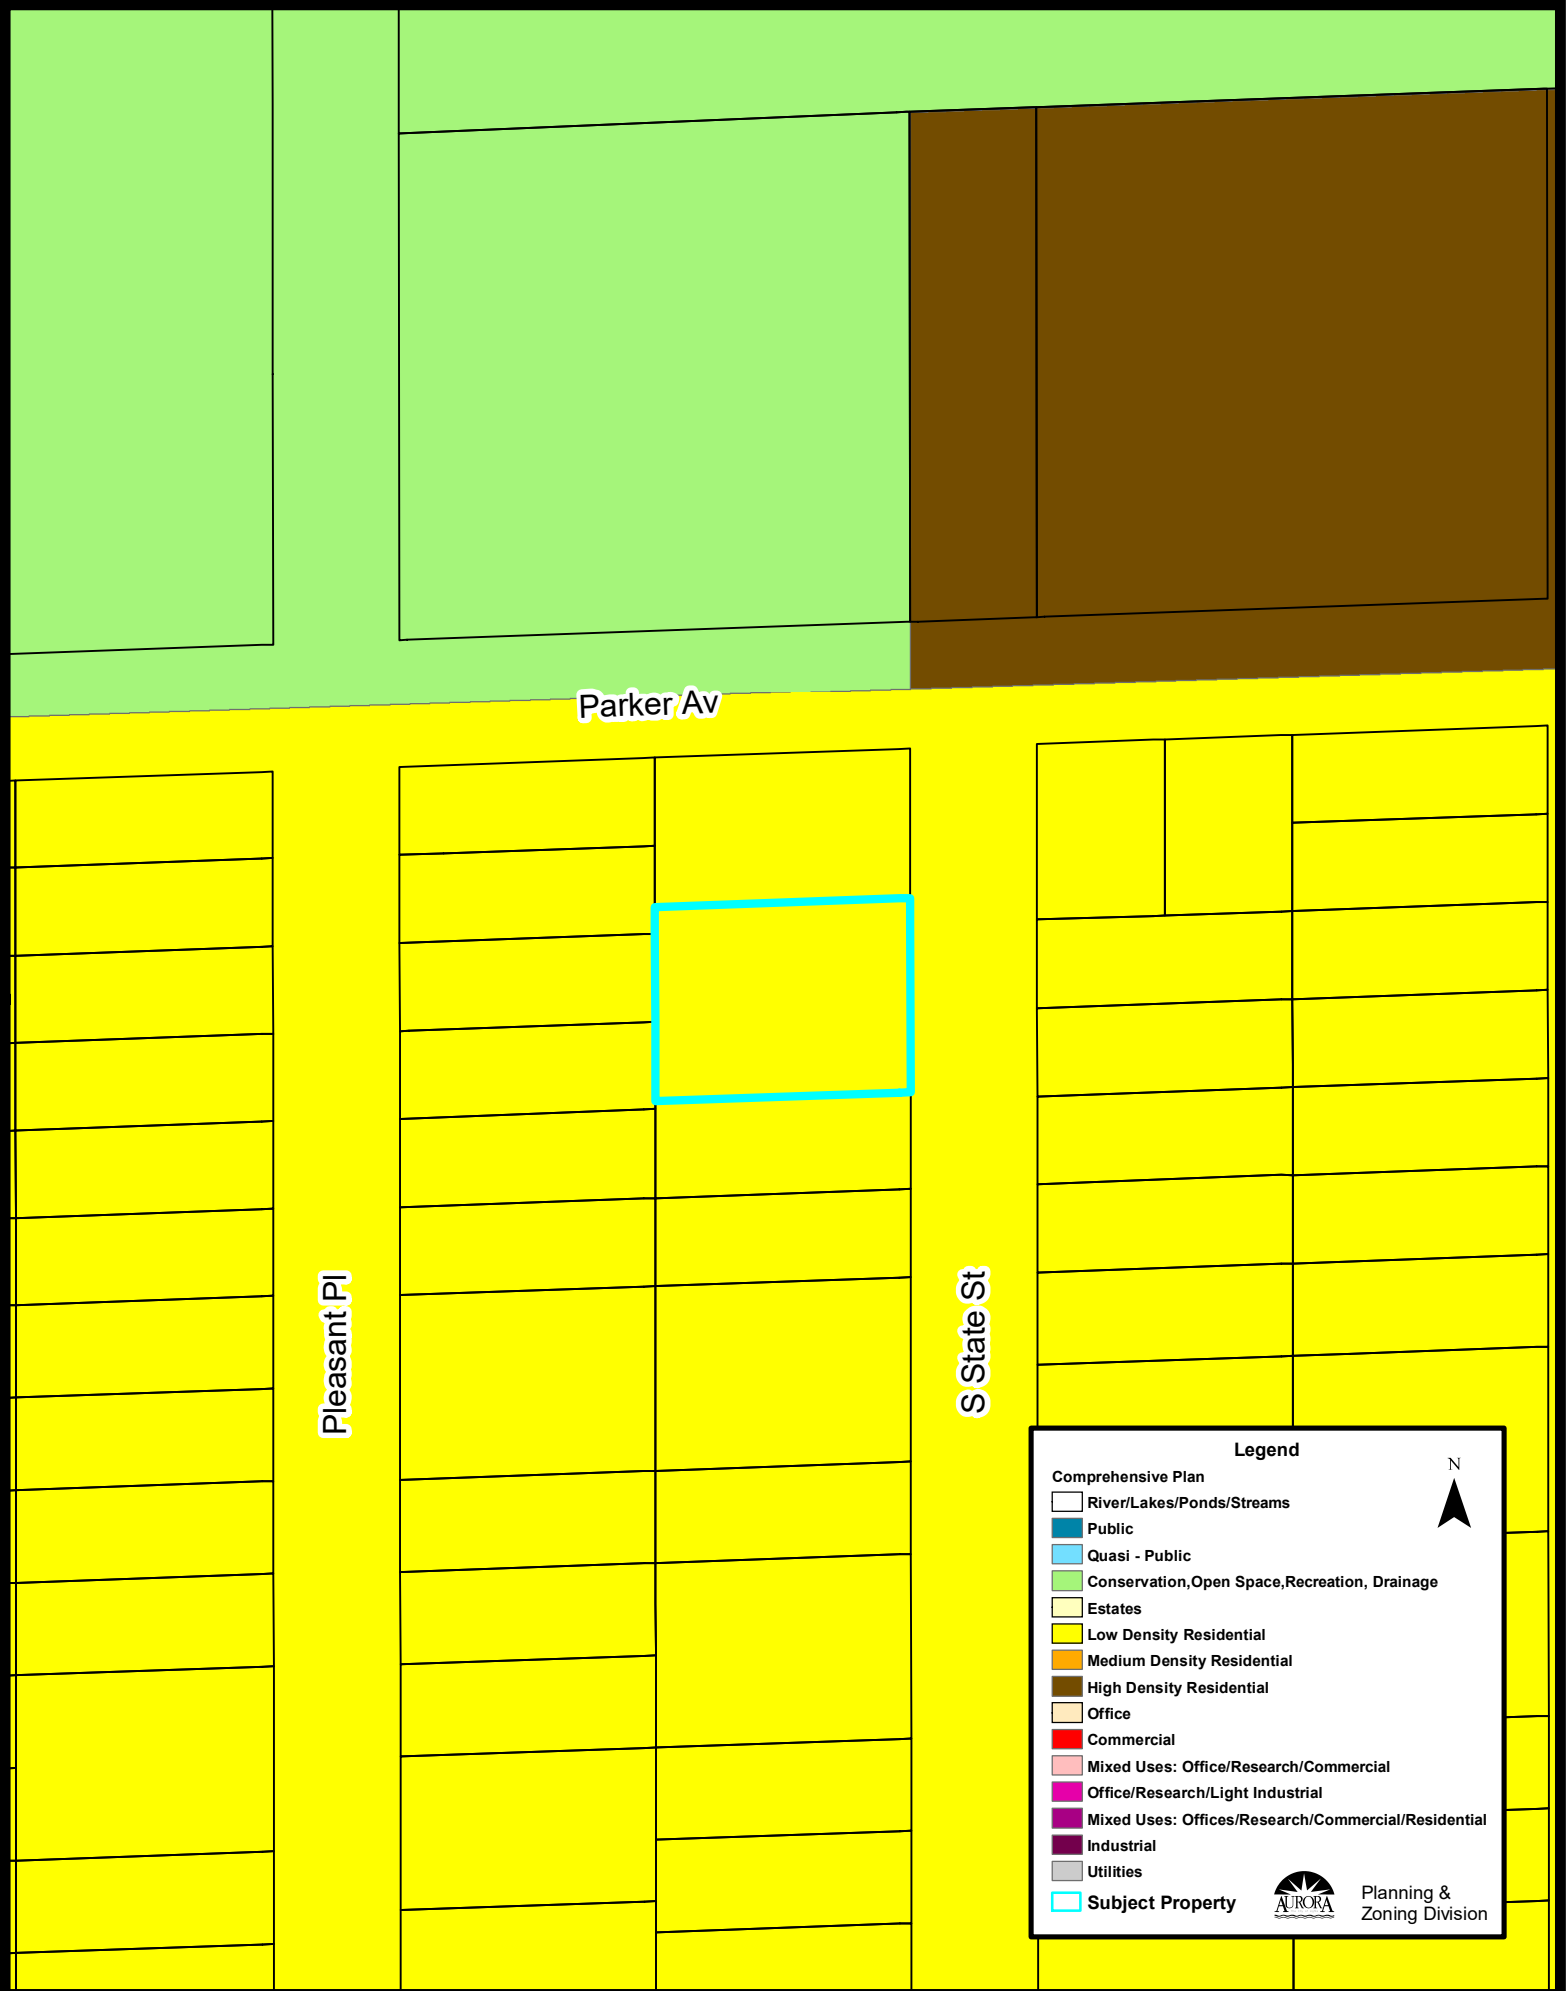 Parker Av
Pleasant Pl
S State St
Legend
N
Comprehensive Plan
River/Lakes/Ponds/Streams
Public
Quasi - Public
Conservation,Open Space,Recreation, Drainage
Estates
Low Density Residential
Medium Density Residential
High Density Residential
Office
Commercial
Mixed Uses: Office/Research/Commercial
Office/Research/Light Industrial
Mixed Uses: Offices/Research/Commercial/Residential
Industrial
Utilities
Subject Property
AURORA
Planning &
Zoning Division